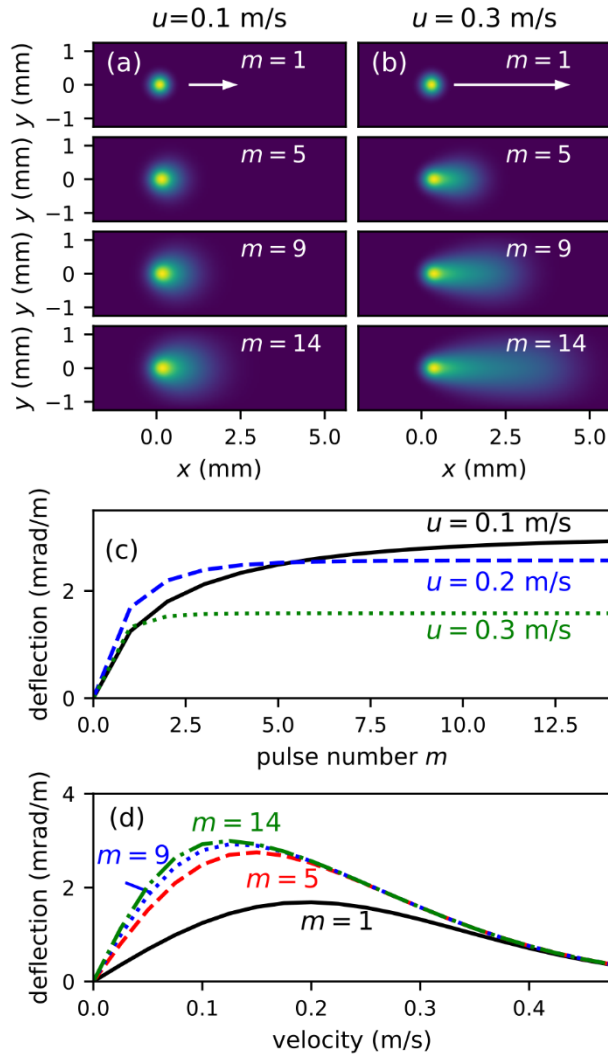 u=0.1 m/s
u = 0.3 m/s
(a)
m = 1
(b)
m = 1
m = 5
m = 5
m = 9
m = 9
m = 14
m = 14
y (mm)
1
0
−1
y (mm)
1
0
−1
y (mm)
1
0
−1
y (mm)
1
0
−1
0.0 2.5 5.0
0.0 2.5 5.0
x (mm)
x (mm)
(c)
u = 0.1 m/s
u = 0.2 m/s
u = 0.3 m/s
deflection (mrad/m)
2
0
0.0 2.5 5.0 7.5 10.0 12.5
pulse number m
(d)
m = 14
m = 9
m = 5
m = 1
deflection (mrad/m)
4
2
0
0.0 0.1 0.2 0.3 0.4
velocity (m/s)